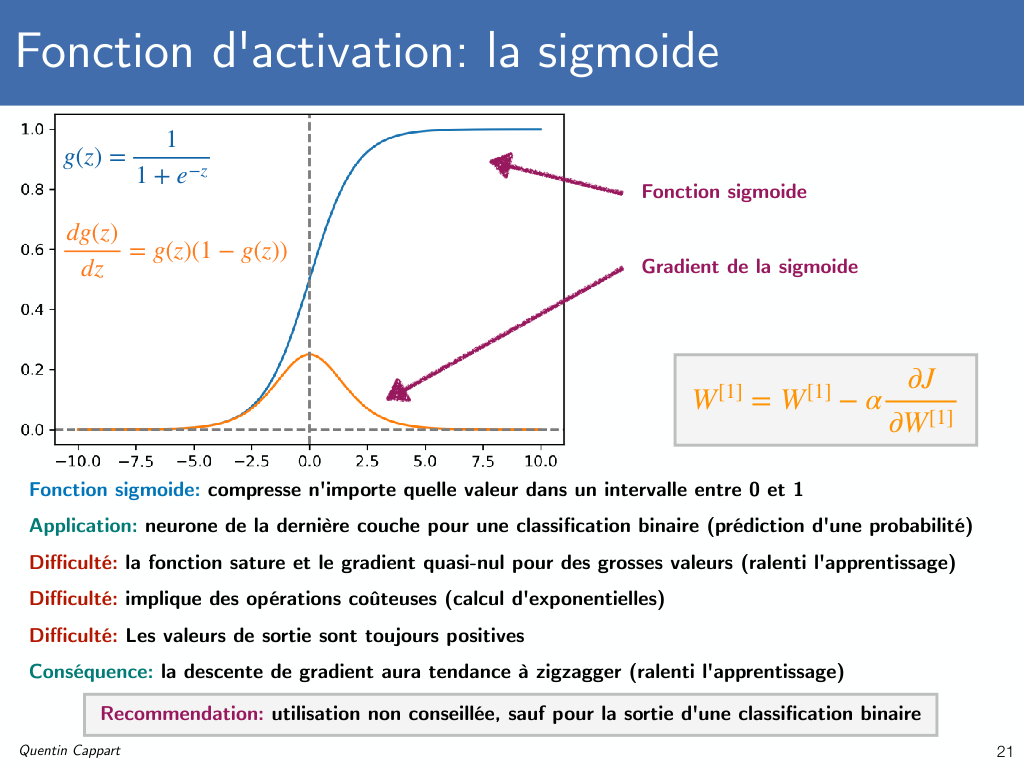 Fonction d'activation: la sigmoide
1.0
0.8
0.6
0.4
0.2
0.0
−10.0 −7.5 −5.0 −2.5 0.0 2.5 5.0 7.5 10.0
g(z) = 1 / (1 + e^{−z})
dg(z)/dz = g(z)(1 − g(z))
Fonction sigmoide
Gradient de la sigmoide
W^{[1]} = W^{[1]} − α ∂J/∂W^{[1]}
Fonction sigmoide: compresse n'importe quelle valeur dans un intervalle entre 0 et 1
Application: neurone de la dernière couche pour une classification binaire (prédiction d'une probabilité)
Difficulté: la fonction sature et le gradient quasi-nul pour des grosses valeurs (ralenti l'apprentissage)
Difficulté: implique des opérations coûteuses (calcul d'exponentielles)
Difficulté: Les valeurs de sortie sont toujours positives
Conséquence: la descente de gradient aura tendance à zigzagger (ralenti l'apprentissage)
Recommendation: utilisation non conseillée, sauf pour la sortie d'une classification binaire
Quentin Cappart
21